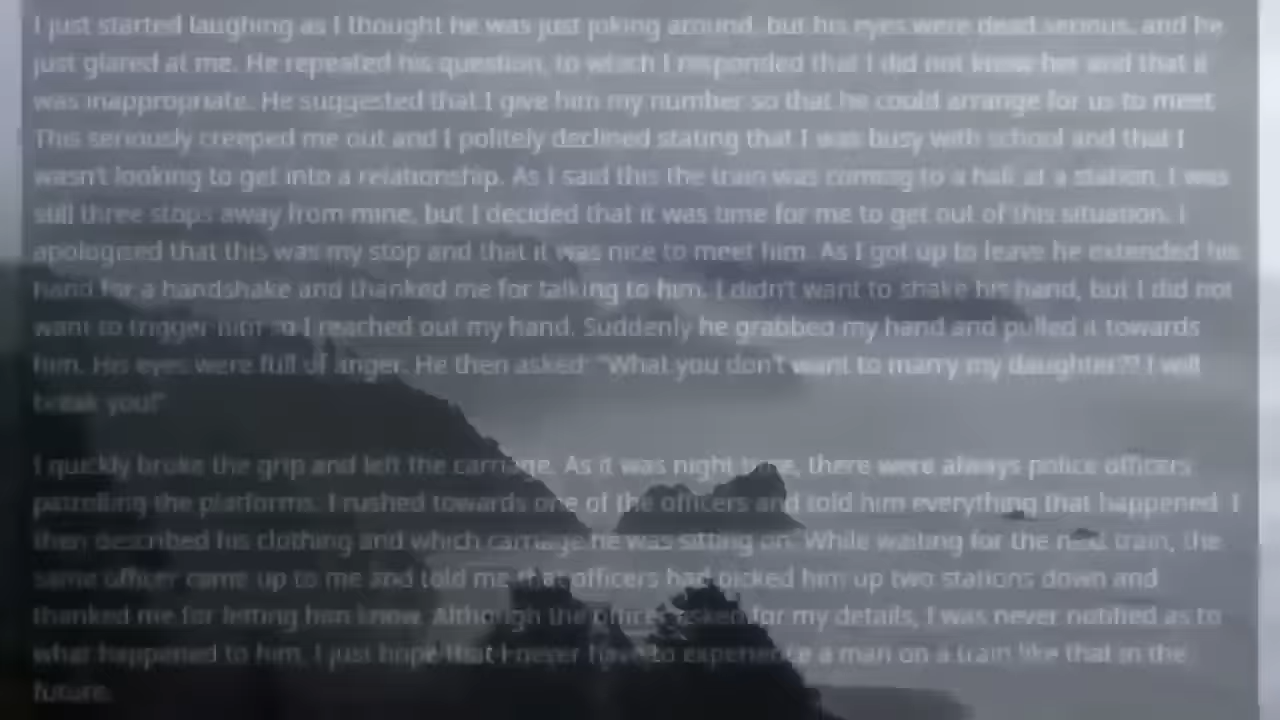 I just started laughing as I thought he was just joking around, but his eyes were dead serious, and he
just glared at me. He repeated his question, to which I responded that I did not know her and that it
was inappropriate. He suggested that I give him my number so that he could arrange for us to meet
This seriously creeped me out and I politely declined stating that I was busy with school and that I
wasn't looking to get into a relationship. As I said this the train was coming to a halt at a station, I was
still three stops away from mine, but I decided that it was time for me to get out of this situation. I
apologized that this was my stop and that it was nice to meet him. As I got up to leave he extended his
hand for a handshake and thanked me for talking to him. I didn't want to shake his hand, but I did not
want to trigger him so I reached out my hand. Suddenly he grabbed my hand and pulled it towards
him. His eyes were full of anger. He then asked: "What you don't want to marry my daughter?? I will
break you!"
I quickly broke the grip and left the carriage. As it was night time, there were always police officers
patrolling the platforms. I rushed towards one of the officers and told him everything that happened. I
then described his clothing and which carriage he was sitting on. While waiting for the next train, the
same officer came up to me and told me that officers had picked him up two stations down and
thanked me for letting him know. Although the officer asked for my details, I was never notified as to
what happened to him. I just hope that I never have to experience a man on a train like that in the
future.